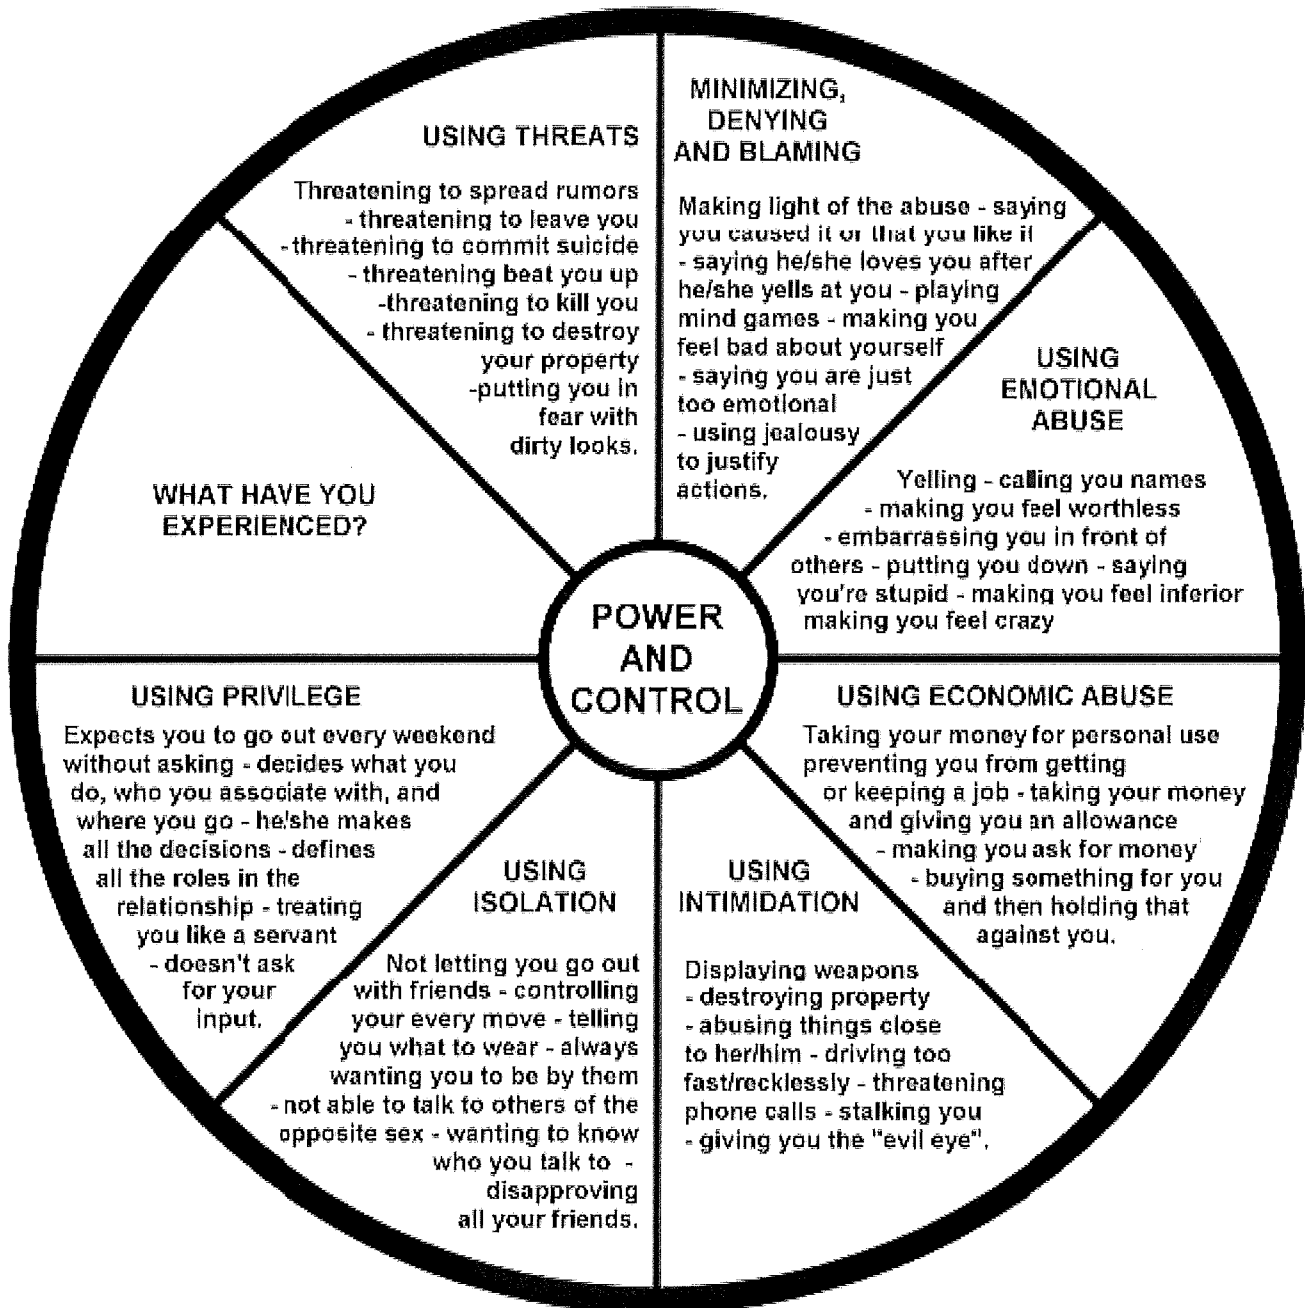 USING THREATS
Threatening to spread rumors
- threatening to leave you
-threatening to commit suicide
- threatening beat you up
-threatening to kill you
- threatening to destroy
your property
-putting you in
fear with
dirty looks.
MINIMIZING,
DENYING
AND BLAMING
Making light of the abuse - saying
you caused it or that you like it
- saying he/she loves you after
he/she yells at you - playing
mind games - making you
feel bad about yourself
- saying you are just
too emotional
- using jealousy
to justify
actions.
USING
EMOTIONAL
ABUSE
Yelling - calling you names
- making you feel worthless
- embarrassing you in front of
others - putting you down - saying
you're stupid - making you feel inferior
making you feel crazy
WHAT HAVE YOU
EXPERIENCED?
POWER
AND
CONTROL
USING PRIVILEGE
Expects you to go out every weekend
without asking - decides what you
do, who you associate with, and
where you go - he/she makes
all the decisions - defines
all the roles in the
relationship - treating
you like a servant
- doesn't ask
for your
input.
USING ECONOMIC ABUSE
Taking your money for personal use
preventing you from getting
or keeping a job - taking your money
and giving you an allowance
- making you ask for money
- buying something for you
and then holding that
against you.
USING
ISOLATION
Not letting you go out
with friends - controlling
your every move - telling
you what to wear - always
wanting you to be by them
- not able to talk to others of the
opposite sex - wanting to know
who you talk to -
disapproving
all your friends.
USING
INTIMIDATION
Displaying weapons
- destroying property
- abusing things close
to her/him - driving too
fast/recklessly - threatening
phone calls - stalking you
- giving you the "evil eye".